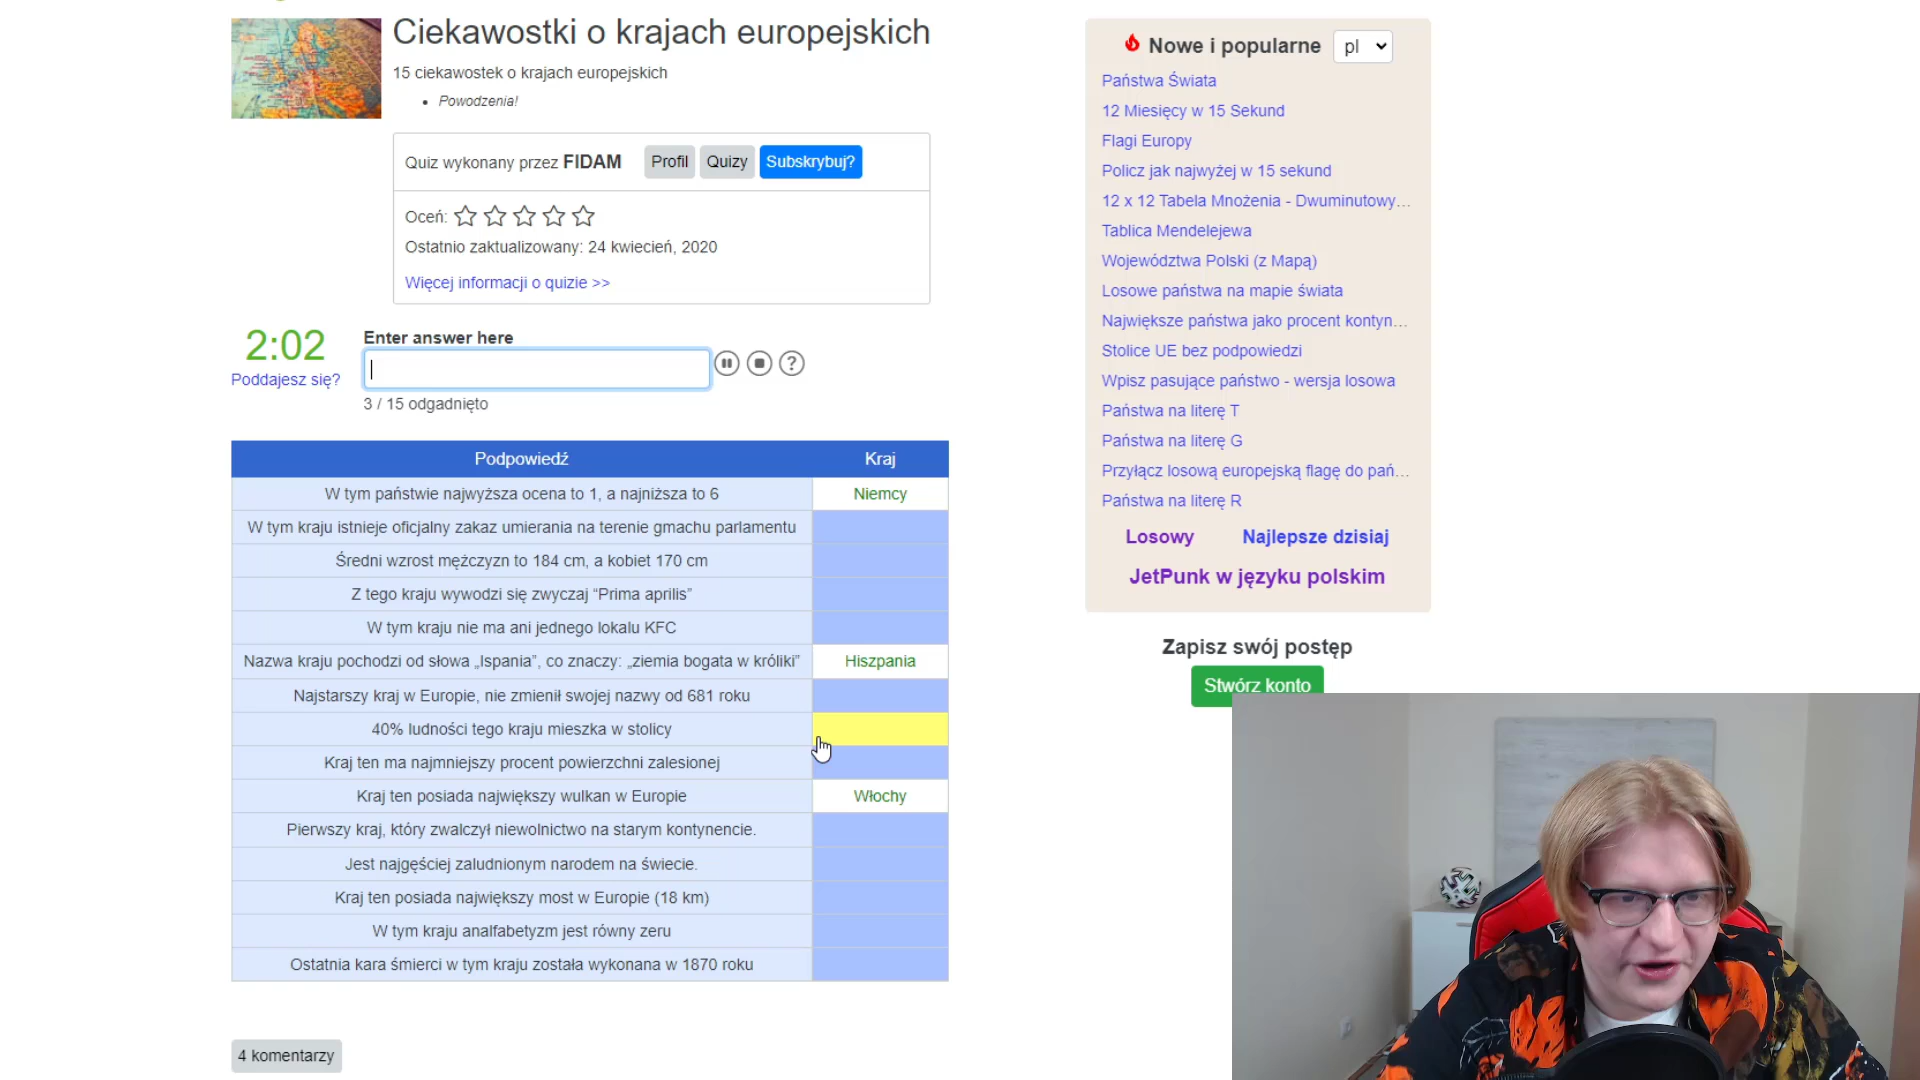 Ciekawostki o krajach europejskich
15 ciekawostek o krajach europejskich
Powodzenia!
Quiz wykonany przez FIDAM
Profil
Quizy
Subskrybuj?
Oceń:
Ostatnio zaktualizowany: 24 kwiecień, 2020
Więcej informacji o quizie >>
2:02
Poddajesz się?
Enter answer here
3 / 15 odgadnięto
Podpowiedź Kraj
W tym państwie najwyższa ocena to 1, a najniższa to 6 Niemcy
W tym kraju istnieje oficjalny zakaz umierania na terenie gmachu parlamentu
Średni wzrost mężczyzn to 184 cm, a kobiet 170 cm
Z tego kraju wywodzi się zwyczaj “Prima aprilis”
W tym kraju nie ma ani jednego lokalu KFC
Nazwa kraju pochodzi od słowa „Ispania”, co znaczy: „ziemia bogata w króliki” Hiszpania
Najstarszy kraj w Europie, nie zmienił swojej nazwy od 681 roku
40% ludności tego kraju mieszka w stolicy
Kraj ten ma najmniejszy procent powierzchni zalesionej
Kraj ten posiada największy wulkan w Europie Włochy
Pierwszy kraj, który zwalczył niewolnictwo na starym kontynencie.
Jest najgęściej zaludnionym narodem na świecie.
Kraj ten posiada największy most w Europie (18 km)
W tym kraju analfabetyzm jest równy zeru
Ostatnia kara śmierci w tym kraju została wykonana w 1870 roku
4 komentarzy
Nowe i popularne pl
Państwa Świata
12 Miesięcy w 15 Sekund
Flagi Europy
Policz jak najwyżej w 15 sekund
12 x 12 Tabela Mnożenia - Dwuminutowy…
Tablica Mendelejewa
Województwa Polski (z Mapą)
Losowe państwa na mapie świata
Największe państwa jako procent kontyn…
Stolice UE bez podpowiedzi
Wpisz pasujące państwo - wersja losowa
Państwa na literę T
Państwa na literę G
Przyłącz losową europejską flagę do pań…
Państwa na literę R
Losowy Najlepsze dzisiaj
JetPunk w języku polskim
Zapisz swój postęp
Stwórz konto